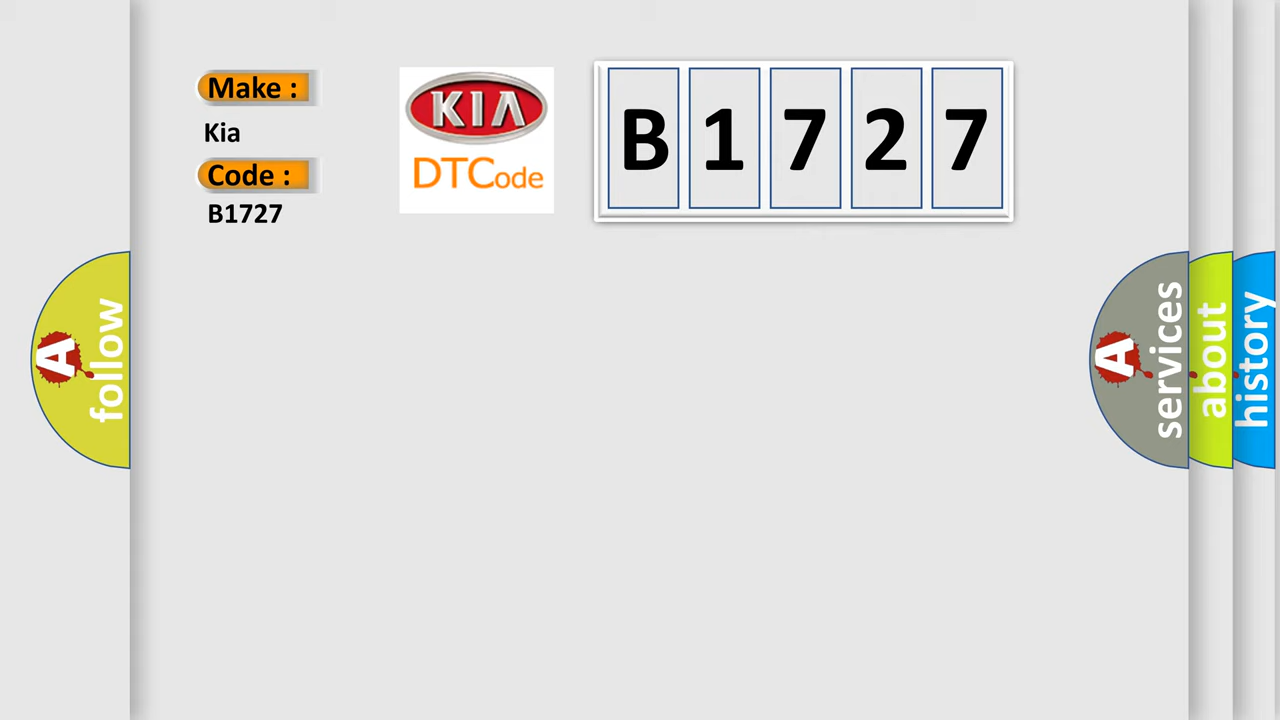 Make :
Kia
Code :
B1727
KIA
DTCode
B 1 7 2 7
A follow
A services
about
history